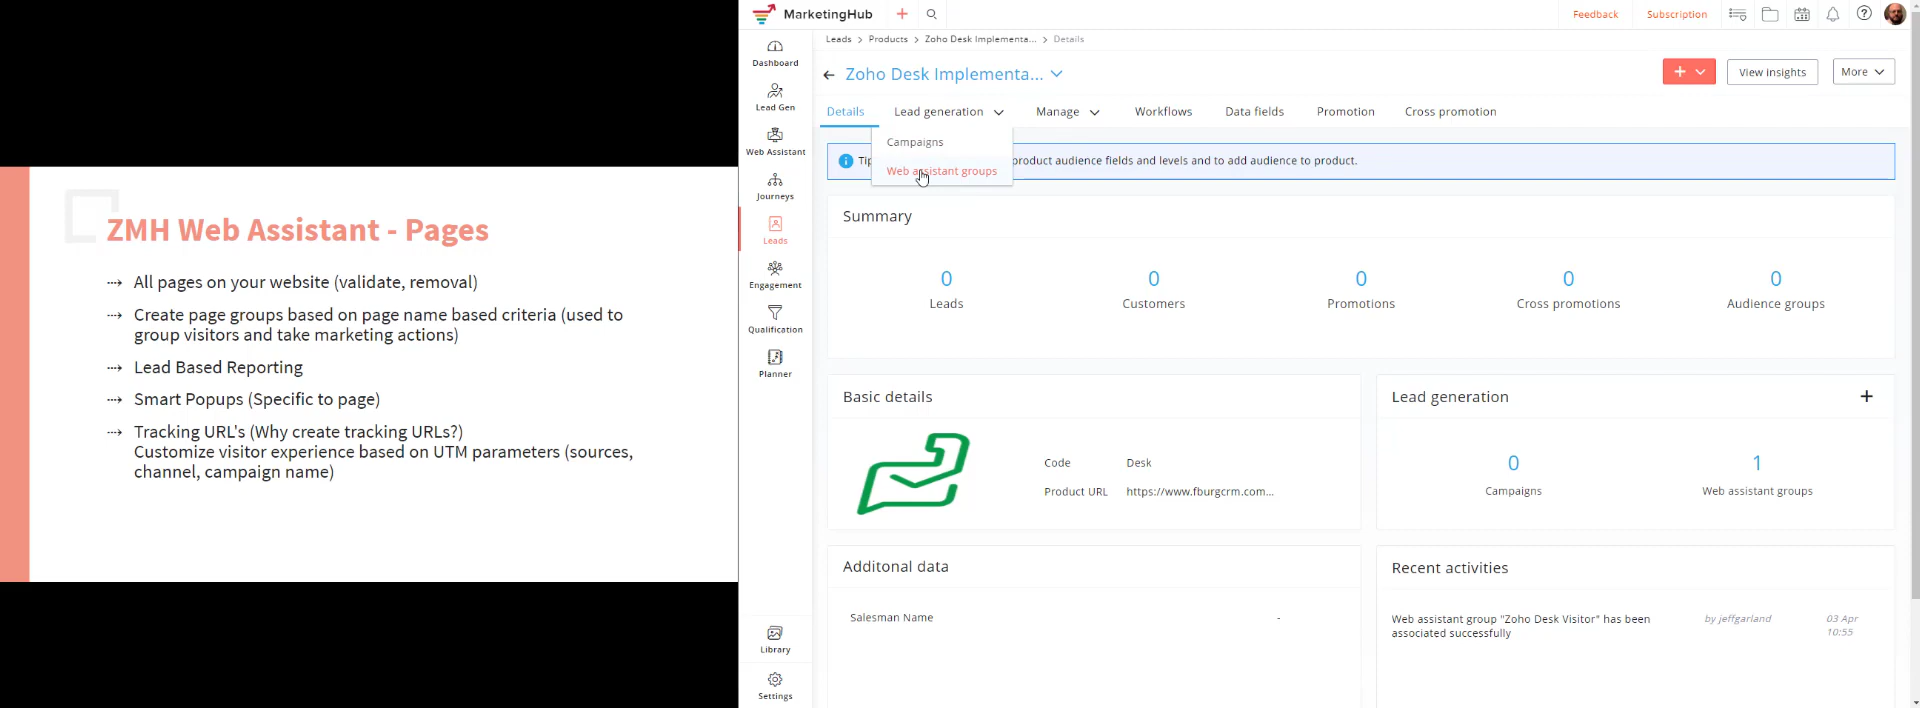 ZMH Web Assistant - Pages
All pages on your website (validate, removal)
Create page groups based on page name based criteria (used to
group visitors and take marketing actions)
Lead Based Reporting
Smart Popups (Specific to page)
Tracking URL's (Why create tracking URLs?)
Customize visitor experience based on UTM parameters (sources,
channel, campaign name)
MarketingHub
Feedback
Subscription
Dashboard
Lead Gen
Web Assistant
Journeys
Leads
Engagement
Qualification
Planner
Library
Settings
Leads > Products > Zoho Desk Implementa... > Details
Zoho Desk Implementa...
View insights
More
Details
Lead generation
Manage
Workflows
Data fields
Promotion
Cross promotion
Campaigns
Web assistant groups
Tip
product audience fields and levels and to add audience to product.
Summary
0
Leads
0
Customers
0
Promotions
0
Cross promotions
0
Audience groups
Basic details
Code Desk
Product URL https://www.fburgcrm.com...
Lead generation
0
Campaigns
1
Web assistant groups
Additonal data
Salesman Name -
Recent activities
Web assistant group "Zoho Desk Visitor" has been
associated successfully
by jeffgarland
03 Apr
10:55